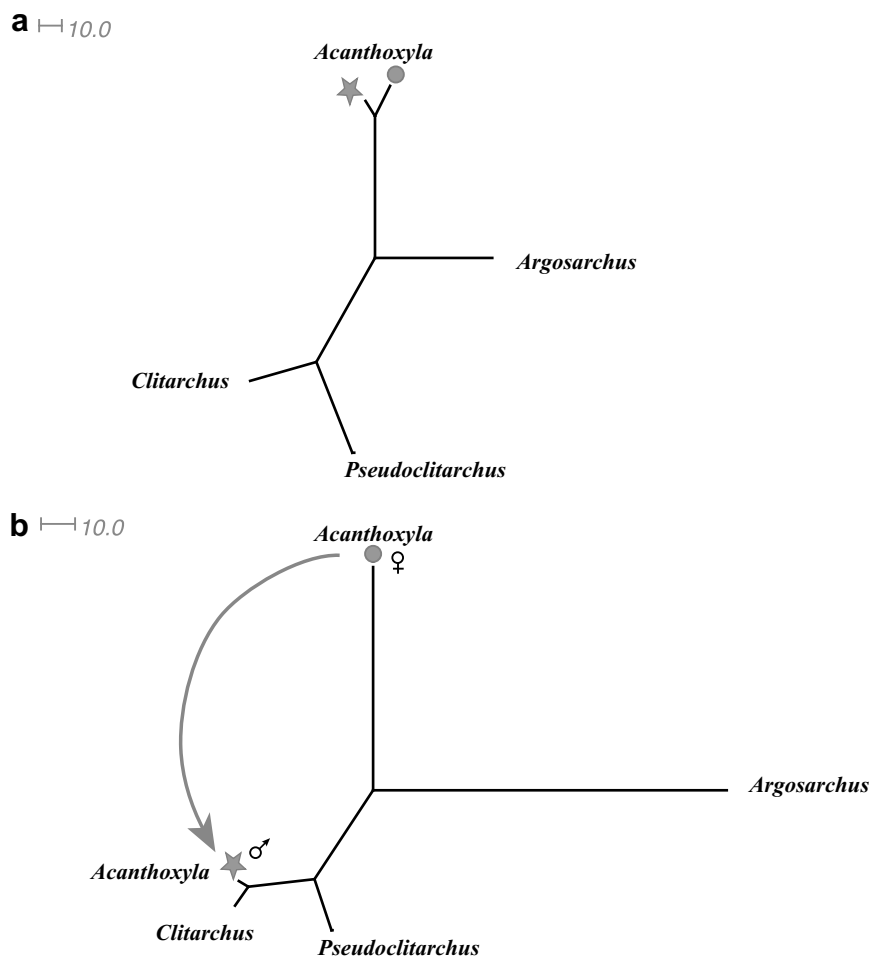 a 10.0
Acanthoxyla
Argosarchus
Clitarchus
Pseudoclitarchus
b 10.0
Acanthoxyla
♀
Argosarchus
♂
Acanthoxyla
Clitarchus
Pseudoclitarchus